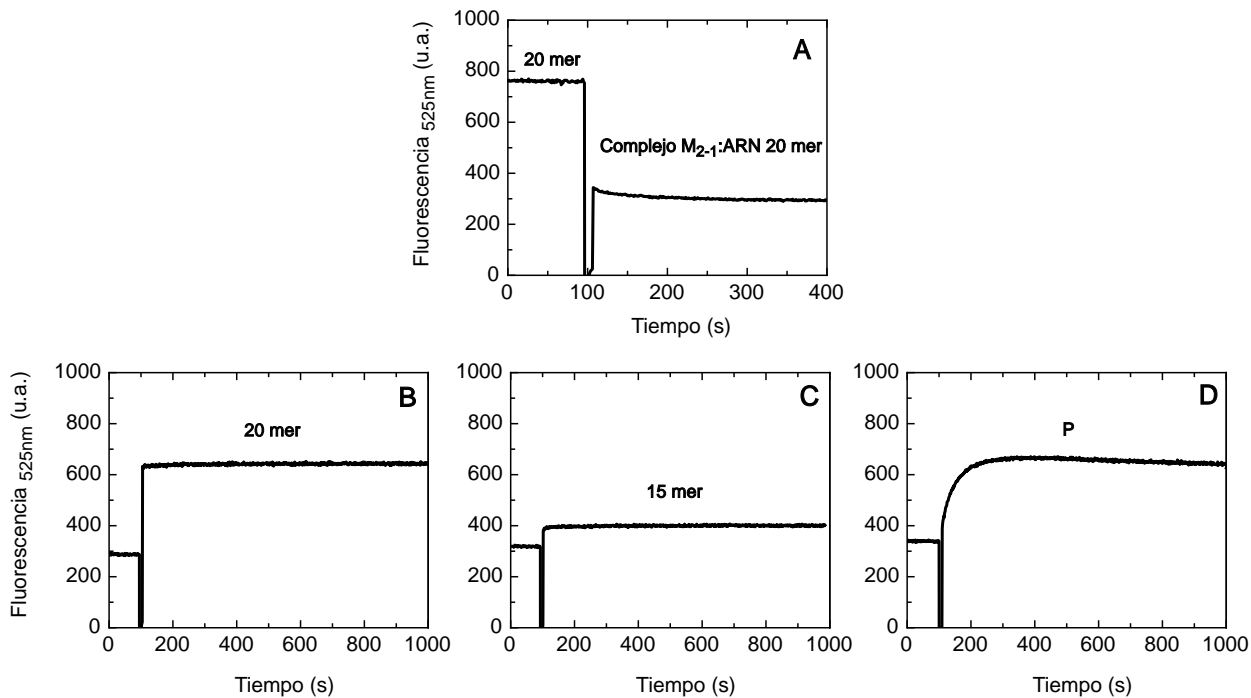 A
Fluorescencia 525nm (u.a.)
1000
800
600
400
200
0
20 mer
Complejo M2-1:ARN 20 mer
0 100 200 300 400
Tiempo (s)
B
Fluorescencia 525nm (u.a.)
1000
800
600
400
200
0
20 mer
0 200 400 600 800 1000
Tiempo (s)
C
1000
800
600
400
200
0
15 mer
0 200 400 600 800 1000
Tiempo (s)
D
1000
800
600
400
200
0
P
0 200 400 600 800 1000
Tiempo (s)